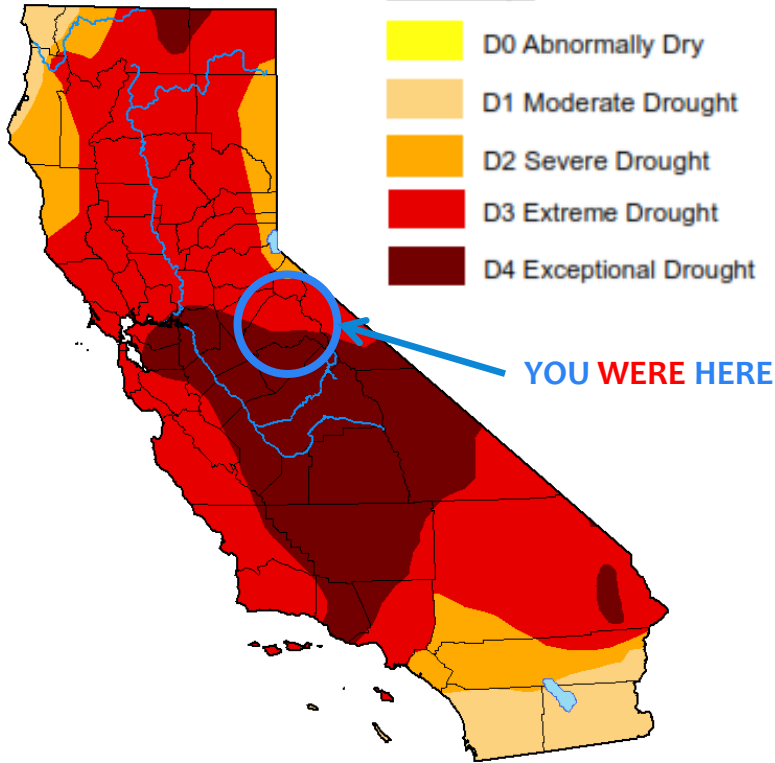 D0 Abnormally Dry
D1 Moderate Drought
D2 Severe Drought
D3 Extreme Drought
D4 Exceptional Drought
YOU WERE HERE